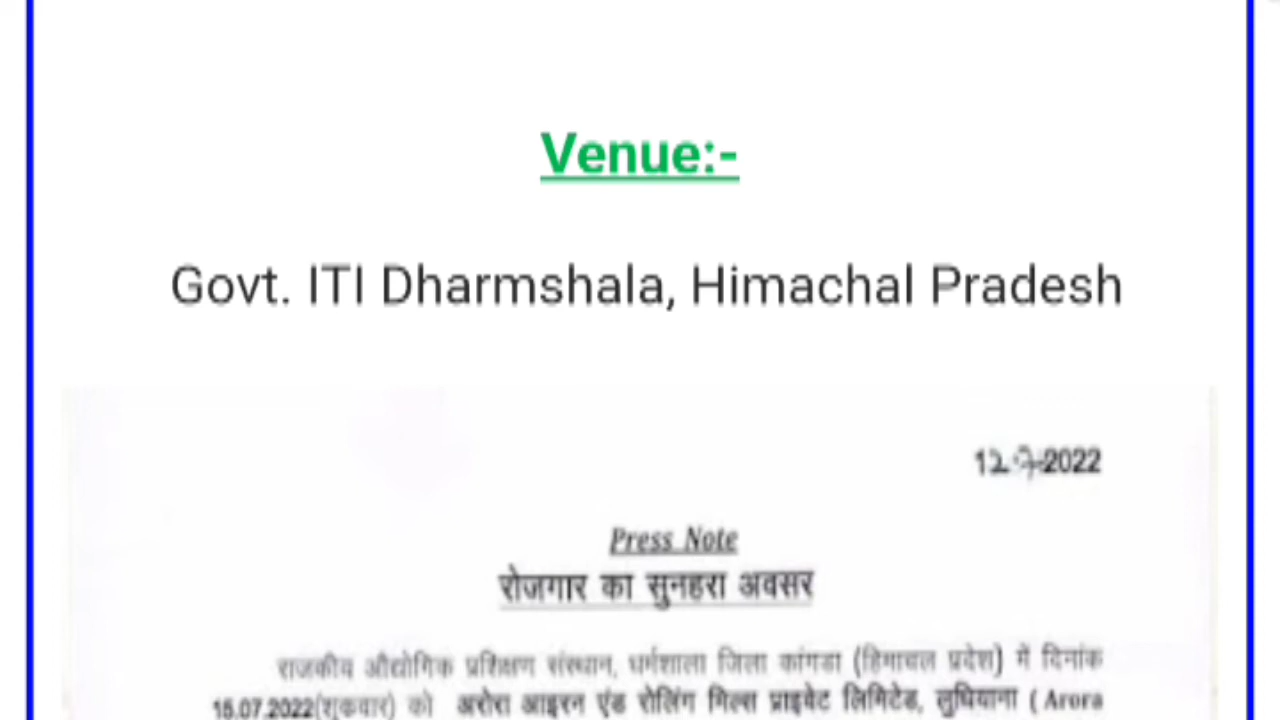 Venue:-
Govt. ITI Dharmshala, Himachal Pradesh
12-7-2022
Press Note
रोजगार का सुनहरा अवसर
राजकीय औद्योगिक प्रशिक्षण संस्थान, धर्मशाला जिला कांगडा (हिमाचल प्रदेश) में दिनांक
15.07.2022(शुक्रवार) को अरोरा आइरन एंड रोलिंग मिल्स प्राइवेट लिमिटेड, लुधियाना ( Arora